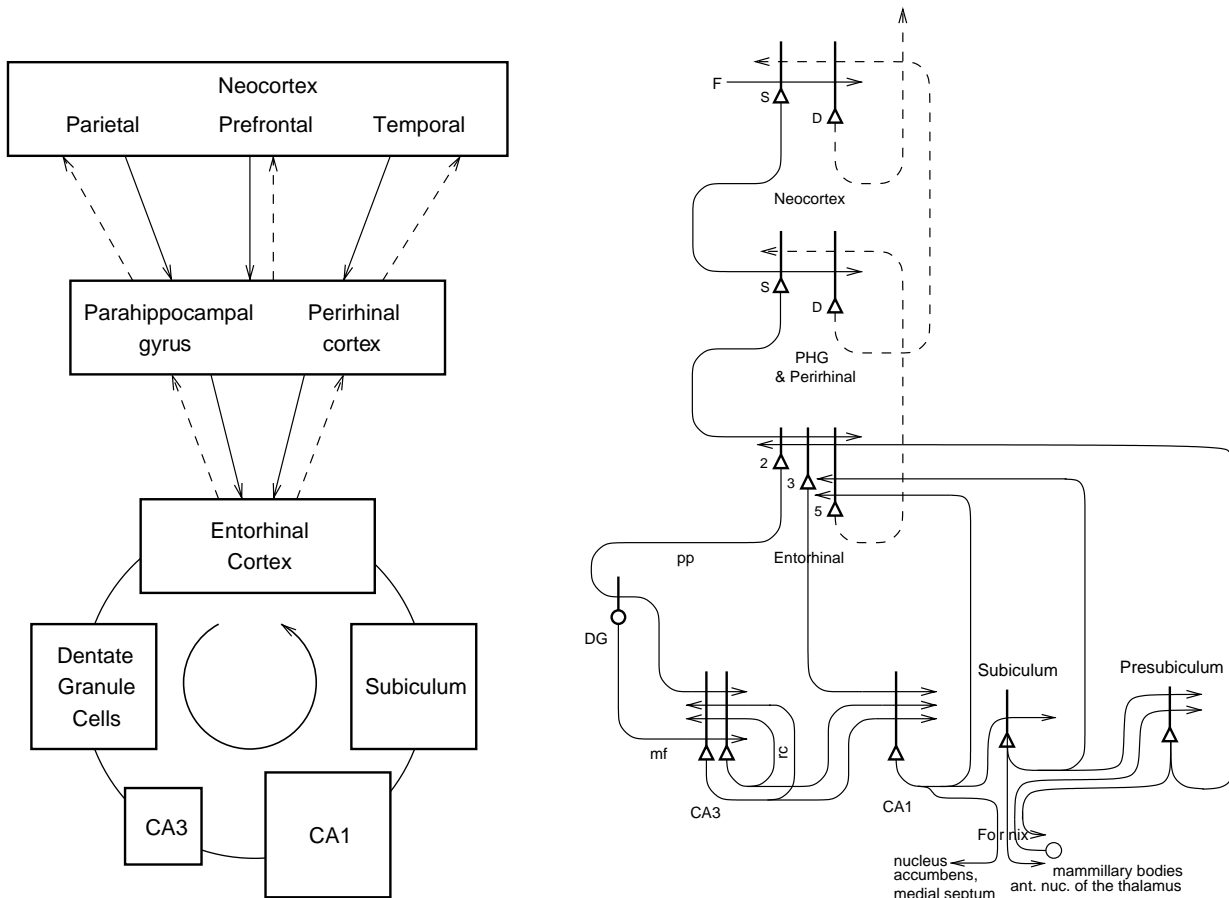 Neocortex
Parietal Prefrontal Temporal
Parahippocampal
gyrus
Perirhinal
cortex
Entorhinal
Cortex
Dentate
Granule
Cells
Subiculum
CA3
CA1
F
S
D
Neocortex
S
D
PHG
& Perirhinal
2
3
5
Entorhinal
pp
DG
mf
rc
CA3
CA1
Subiculum
Presubiculum
Fornix
nucleus
accumbens,
medial septum
mammillary bodies
ant. nuc. of the thalamus